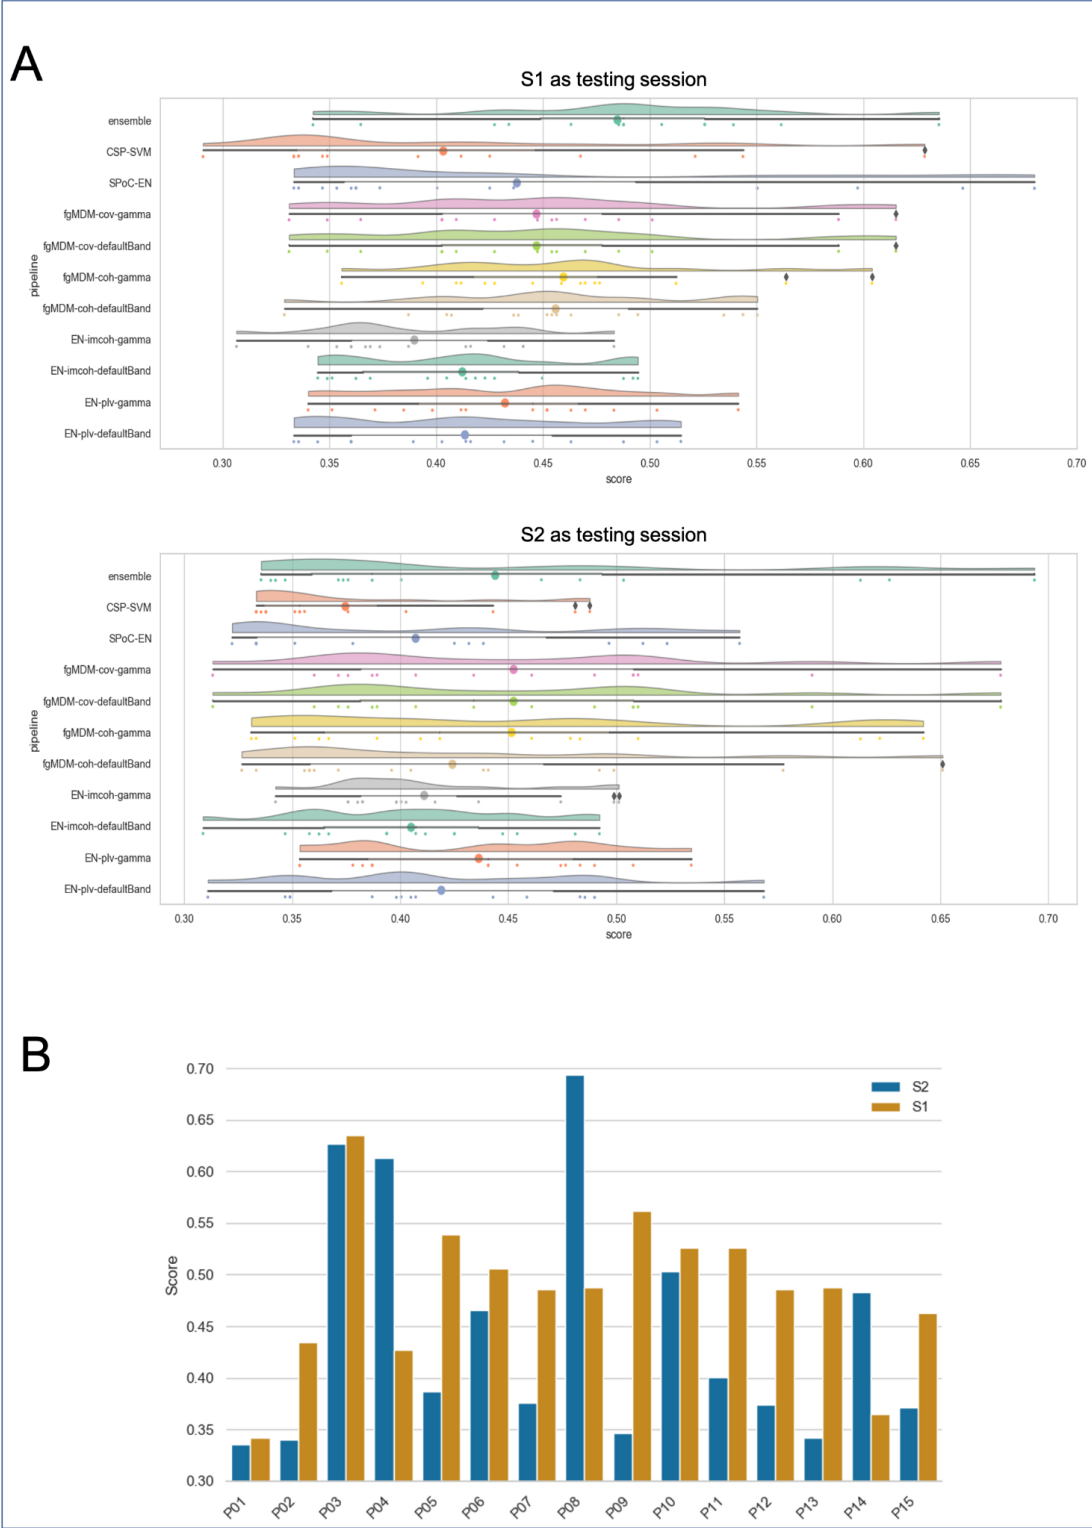 A
S1 as testing session
ensemble
CSP-SVM
SPoC-EN
fgMDM-cov-gamma
fgMDM-cov-defaultBand
fgMDM-coh-gamma
fgMDM-coh-defaultBand
EN-imcoh-gamma
EN-imcoh-defaultBand
EN-plv-gamma
EN-plv-defaultBand
pipeline
0.30 0.35 0.40 0.45 0.50 0.55 0.60 0.65 0.70
score
S2 as testing session
ensemble
CSP-SVM
SPoC-EN
fgMDM-cov-gamma
fgMDM-cov-defaultBand
fgMDM-coh-gamma
fgMDM-coh-defaultBand
EN-imcoh-gamma
EN-imcoh-defaultBand
EN-plv-gamma
EN-plv-defaultBand
pipeline
0.30 0.35 0.40 0.45 0.50 0.55 0.60 0.65 0.70
score
B
0.70
0.65
0.60
0.55
0.50
0.45
0.40
0.35
0.30
Score
S2
S1
P01 P02 P03 P04 P05 P06 P07 P08 P09 P10 P11 P12 P13 P14 P15